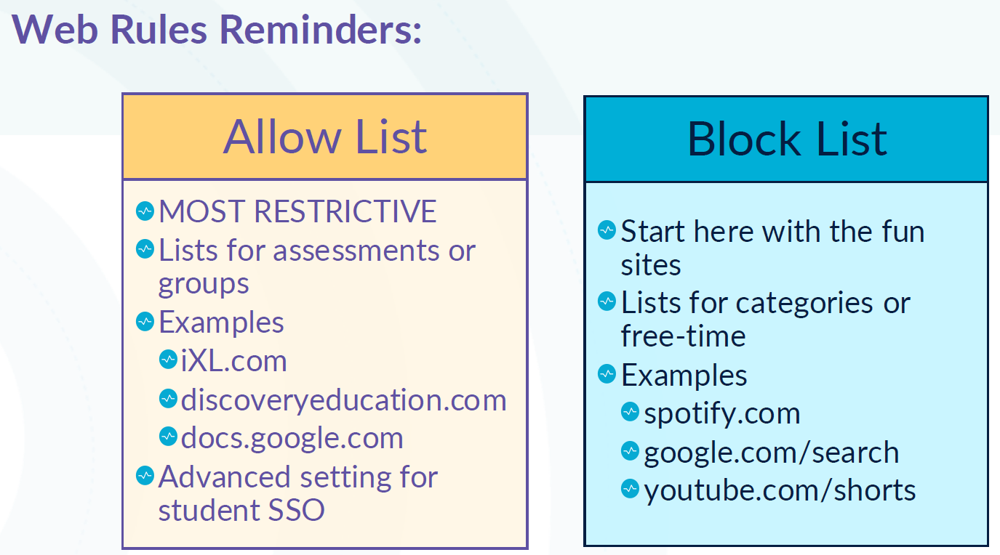 Web Rules Reminders:
Allow List
MOST RESTRICTIVE
Lists for assessments or
groups
Examples
iXL.com
discoveryeducation.com
docs.google.com
Advanced setting for
student SSO
Block List
Start here with the fun
sites
Lists for categories or
free-time
Examples
spotify.com
google.com/search
youtube.com/shorts